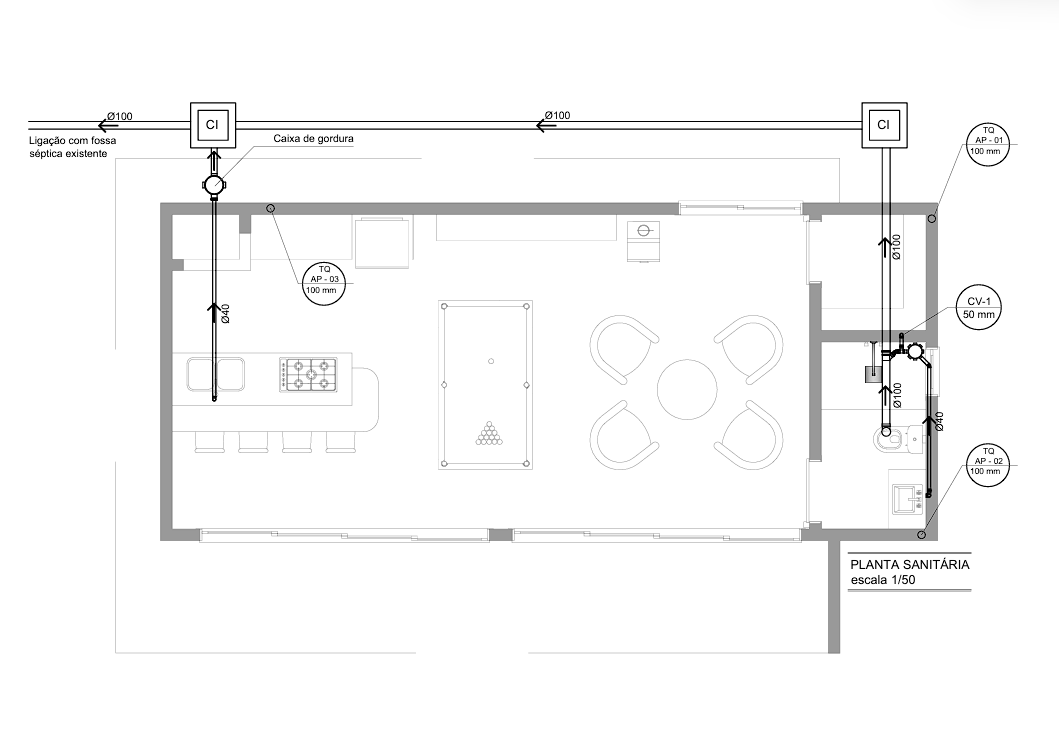 Ø100
CI
Ø100
CI
Ligação com fossa
séptica existente
Caixa de gordura
TQ
AP - 01
100 mm
Ø100
TQ
AP - 03
100 mm
Ø40
CV-1
50 mm
Ø100
Ø40
TQ
AP - 02
100 mm
PLANTA SANITÁRIA
escala 1/50